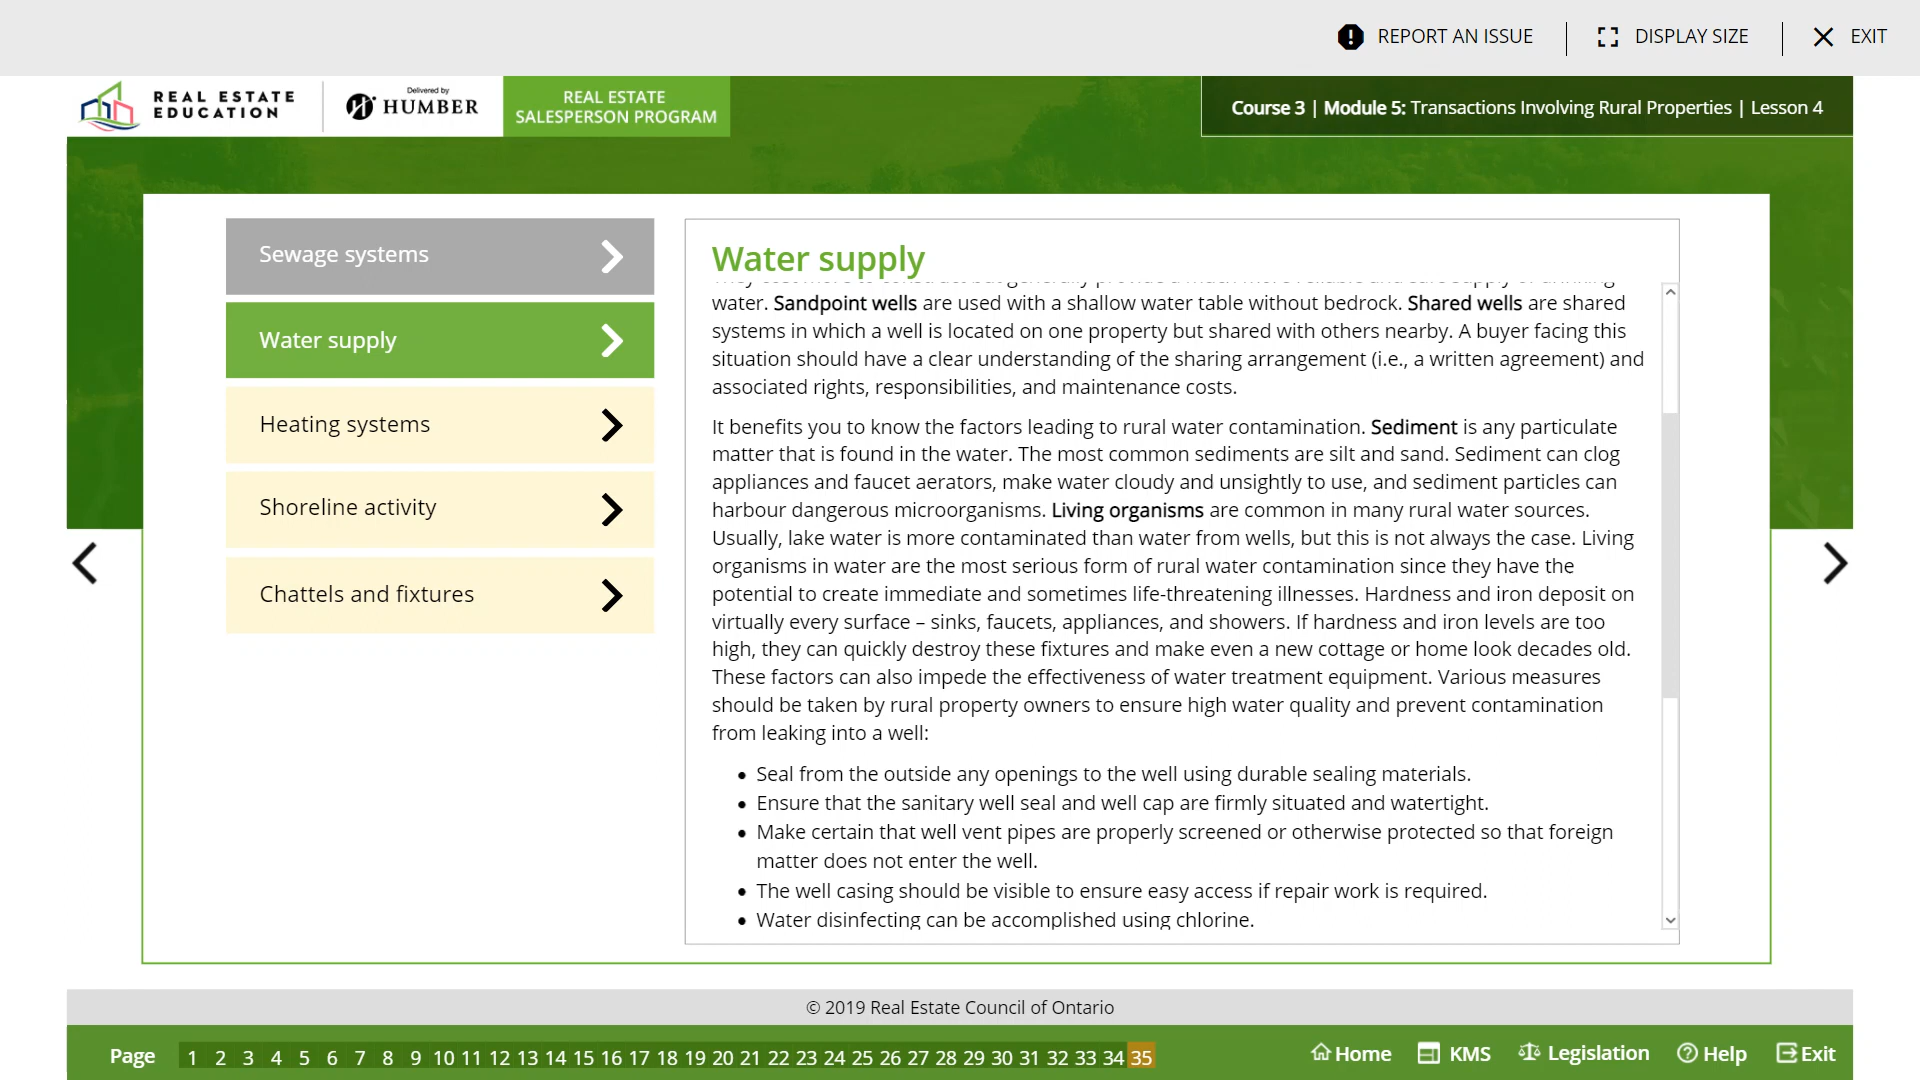 REPORT AN ISSUE
DISPLAY SIZE
EXIT
REAL ESTATE
EDUCATION
Delivered by
HUMBER
REAL ESTATE
SALESPERSON PROGRAM
Course 3 | Module 5: Transactions Involving Rural Properties | Lesson 4
Sewage systems
Water supply
Heating systems
Shoreline activity
Chattels and fixtures
Water supply
water. Sandpoint wells are used with a shallow water table without bedrock. Shared wells are shared
systems in which a well is located on one property but shared with others nearby. A buyer facing this
situation should have a clear understanding of the sharing arrangement (i.e., a written agreement) and
associated rights, responsibilities, and maintenance costs.
It benefits you to know the factors leading to rural water contamination. Sediment is any particulate
matter that is found in the water. The most common sediments are silt and sand. Sediment can clog
appliances and faucet aerators, make water cloudy and unsightly to use, and sediment particles can
harbour dangerous microorganisms. Living organisms are common in many rural water sources.
Usually, lake water is more contaminated than water from wells, but this is not always the case. Living
organisms in water are the most serious form of rural water contamination since they have the
potential to create immediate and sometimes life-threatening illnesses. Hardness and iron deposit on
virtually every surface – sinks, faucets, appliances, and showers. If hardness and iron levels are too
high, they can quickly destroy these fixtures and make even a new cottage or home look decades old.
These factors can also impede the effectiveness of water treatment equipment. Various measures
should be taken by rural property owners to ensure high water quality and prevent contamination
from leaking into a well:
• Seal from the outside any openings to the well using durable sealing materials.
• Ensure that the sanitary well seal and well cap are firmly situated and watertight.
• Make certain that well vent pipes are properly screened or otherwise protected so that foreign
matter does not enter the well.
• The well casing should be visible to ensure easy access if repair work is required.
• Water disinfecting can be accomplished using chlorine.
© 2019 Real Estate Council of Ontario
Page 1 2 3 4 5 6 7 8 9 10 11 12 13 14 15 16 17 18 19 20 21 22 23 24 25 26 27 28 29 30 31 32 33 34 35
Home KMS Legislation Help Exit